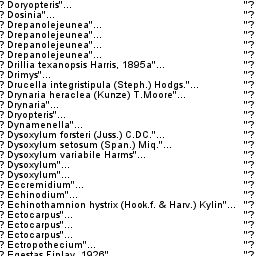 ? Doryopteris"... "?
? Dosinia"... "?
? Drepanolejeunea"... "?
? Drepanolejeunea"... "?
? Drepanolejeunea"... "?
? Drepanolejeunea"... "?
? Drillia texanopsis Harris, 1895a"... "?
? Drimys"... "?
? Drucella integristipula (Steph.) Hodgs."... "?
? Drynaria heraclea (Kunze) T.Moore"... "?
? Drynaria"... "?
? Dryopteris"... "?
? Dynamenella"... "?
? Dysoxylum forsteri (Juss.) C.DC."... "?
? Dysoxylum setosum (Span.) Miq."... "?
? Dysoxylum variabile Harms"... "?
? Dysoxylum"... "?
? Dysoxylum"... "?
? Eccremidium"... "?
? Echinodium"... "?
? Echinothamnion hystrix (Hook.f. & Harv.) Kylin"... "?
? Ectocarpus"... "?
? Ectocarpus"... "?
? Ectocarpus"... "?
? Ectropothecium"... "?
? Egestas Finlay, 1926"... "?